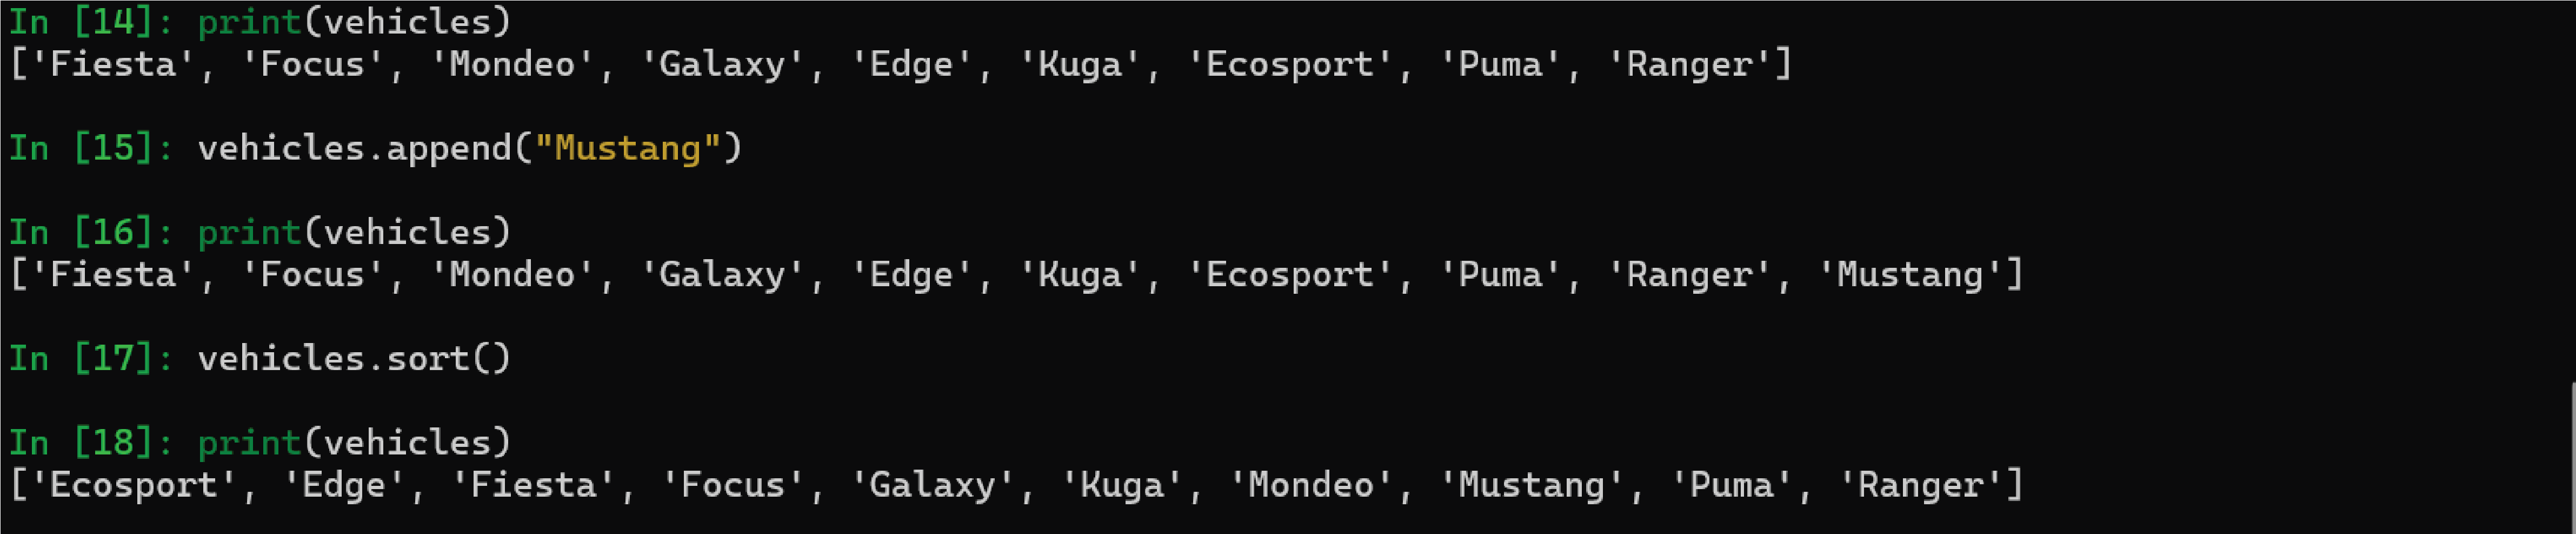 In [14]: print(vehicles)
['Fiesta', 'Focus', 'Mondeo', 'Galaxy', 'Edge', 'Kuga', 'Ecosport', 'Puma', 'Ranger']
In [15]: vehicles.append("Mustang")
In [16]: print(vehicles)
['Fiesta', 'Focus', 'Mondeo', 'Galaxy', 'Edge', 'Kuga', 'Ecosport', 'Puma', 'Ranger', 'Mustang']
In [17]: vehicles.sort()
In [18]: print(vehicles)
['Ecosport', 'Edge', 'Fiesta', 'Focus', 'Galaxy', 'Kuga', 'Mondeo', 'Mustang', 'Puma', 'Ranger']